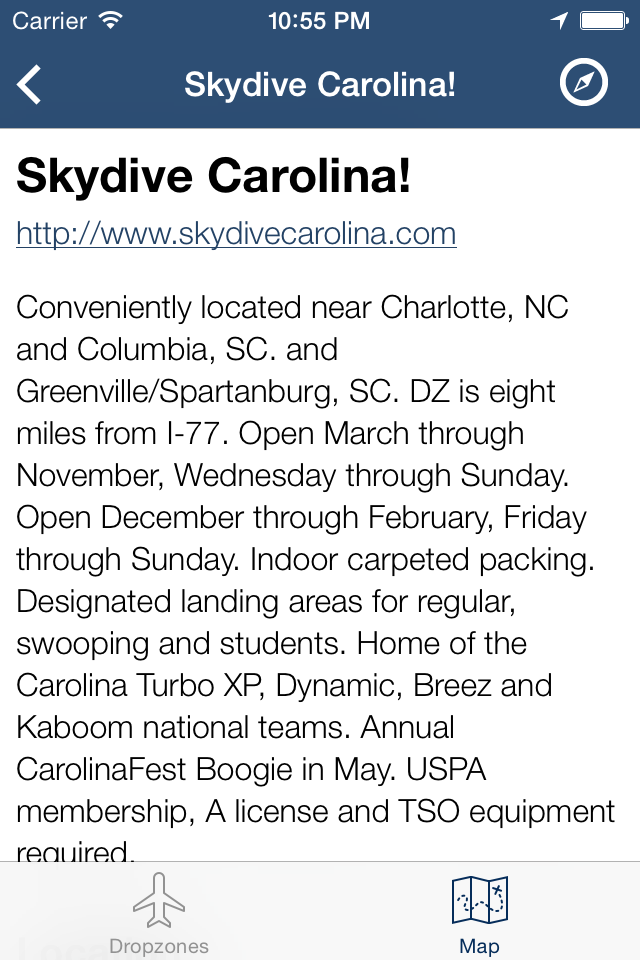 Carrier 10:55 PM
Skydive Carolina!
Skydive Carolina!
http://www.skydivecarolina.com
Conveniently located near Charlotte, NC
and Columbia, SC. and
Greenville/Spartanburg, SC. DZ is eight
miles from I-77. Open March through
November, Wednesday through Sunday.
Open December through February, Friday
through Sunday. Indoor carpeted packing.
Designated landing areas for regular,
swooping and students. Home of the
Carolina Turbo XP, Dynamic, Breez and
Kaboom national teams. Annual
CarolinaFest Boogie in May. USPA
membership, A license and TSO equipment
required.
Dropzones Map